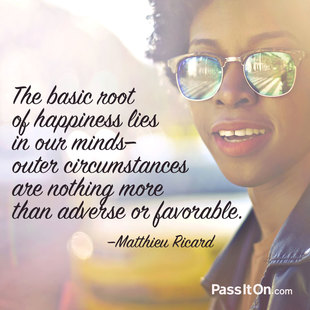 The basic root
of happiness lies
in our minds–
outer circumstances
are nothing more
than adverse or favorable.
–Matthieu Ricard
PassItOn.com